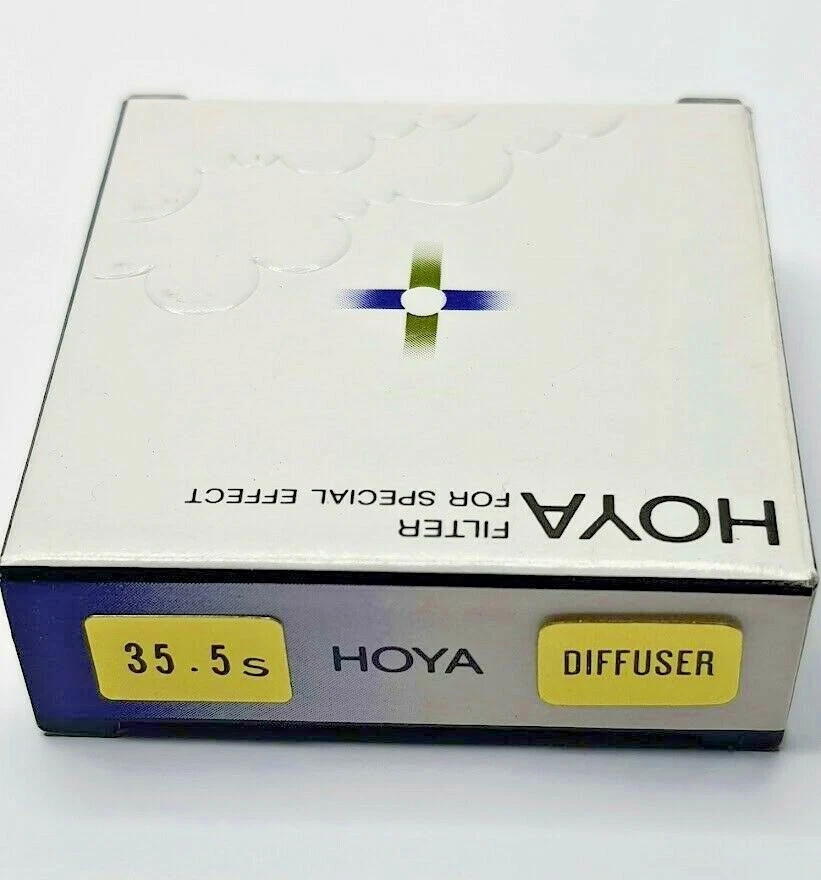 HOYA
FILTER
FOR SPECIAL EFFECT
35.5s
HOYA
DIFFUSER